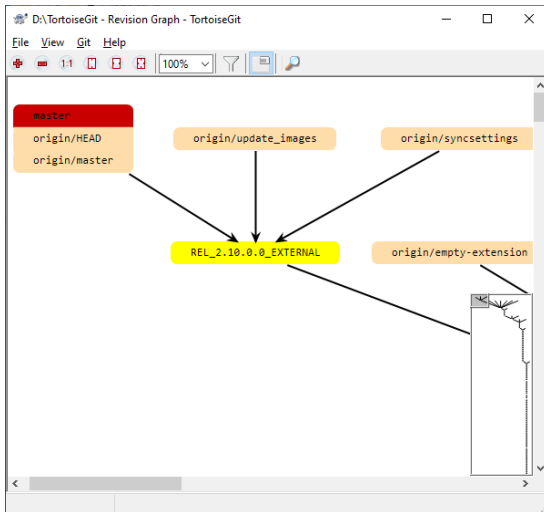 D:\TortoiseGit - Revision Graph - TortoiseGit
File View Git Help
1:1 100%
master
origin/HEAD origin/update_images origin/syncsettings
origin/master
REL_2.10.0.0_EXTERNAL origin/empty-extension